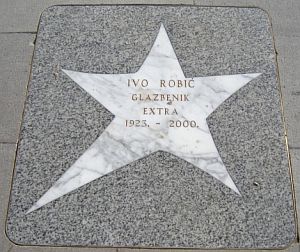 IVO ROBIĆ
GLAZBENIK
EXTRA
1923. - 2000.